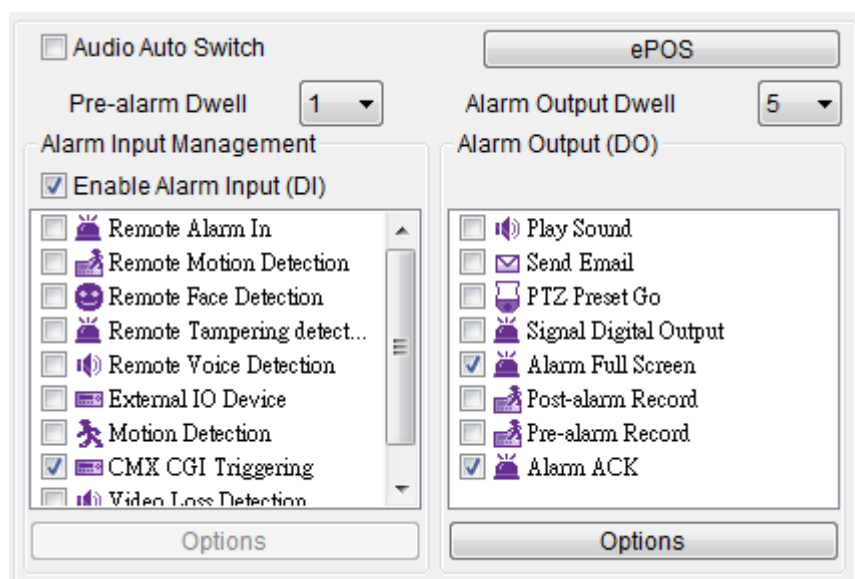 Audio Auto Switch
ePOS
Pre-alarm Dwell 1
Alarm Output Dwell 5
Alarm Input Management
Enable Alarm Input (DI)
Remote Alarm In
Remote Motion Detection
Remote Face Detection
Remote Tampering detect...
Remote Voice Detection
External IO Device
Motion Detection
CMX CGI Triggering
Video Loss Detection
Options
Alarm Output (DO)
Play Sound
Send Email
PTZ Preset Go
Signal Digital Output
Alarm Full Screen
Post-alarm Record
Pre-alarm Record
Alarm ACK
Options